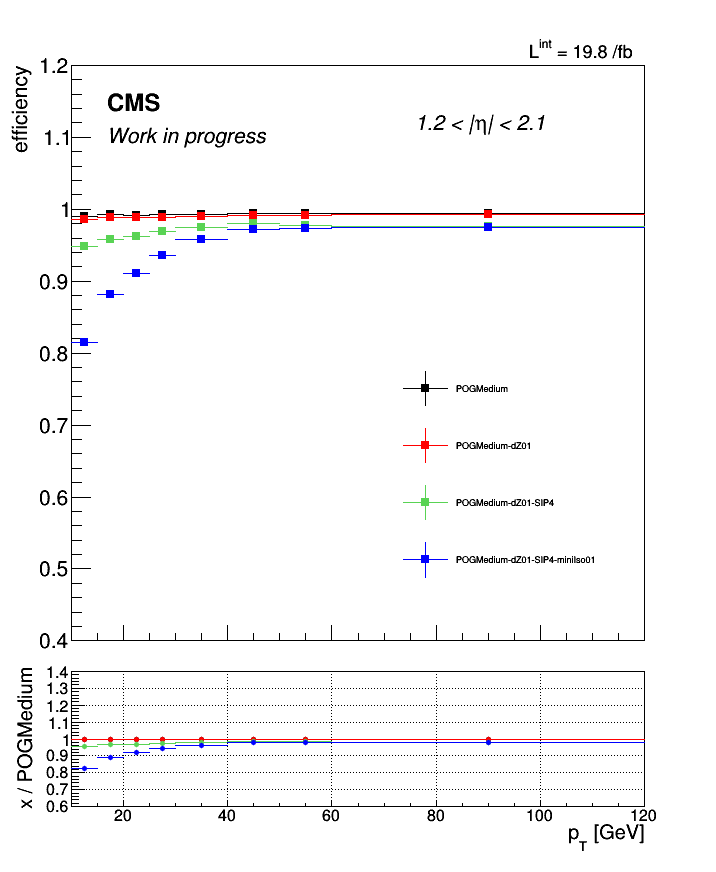 L^int = 19.8 /fb
efficiency
1.2
1.1
1
0.9
0.8
0.7
0.6
0.5
0.4
CMS
Work in progress
1.2 < |η| < 2.1
POGMedium
POGMedium-dZ01
POGMedium-dZ01-SIP4
POGMedium-dZ01-SIP4-miniIso01
x / POGMedium
1.4
1.3
1.2
1.1
1
0.9
0.8
0.7
0.6
20 40 60 80 100 120
p_T [GeV]